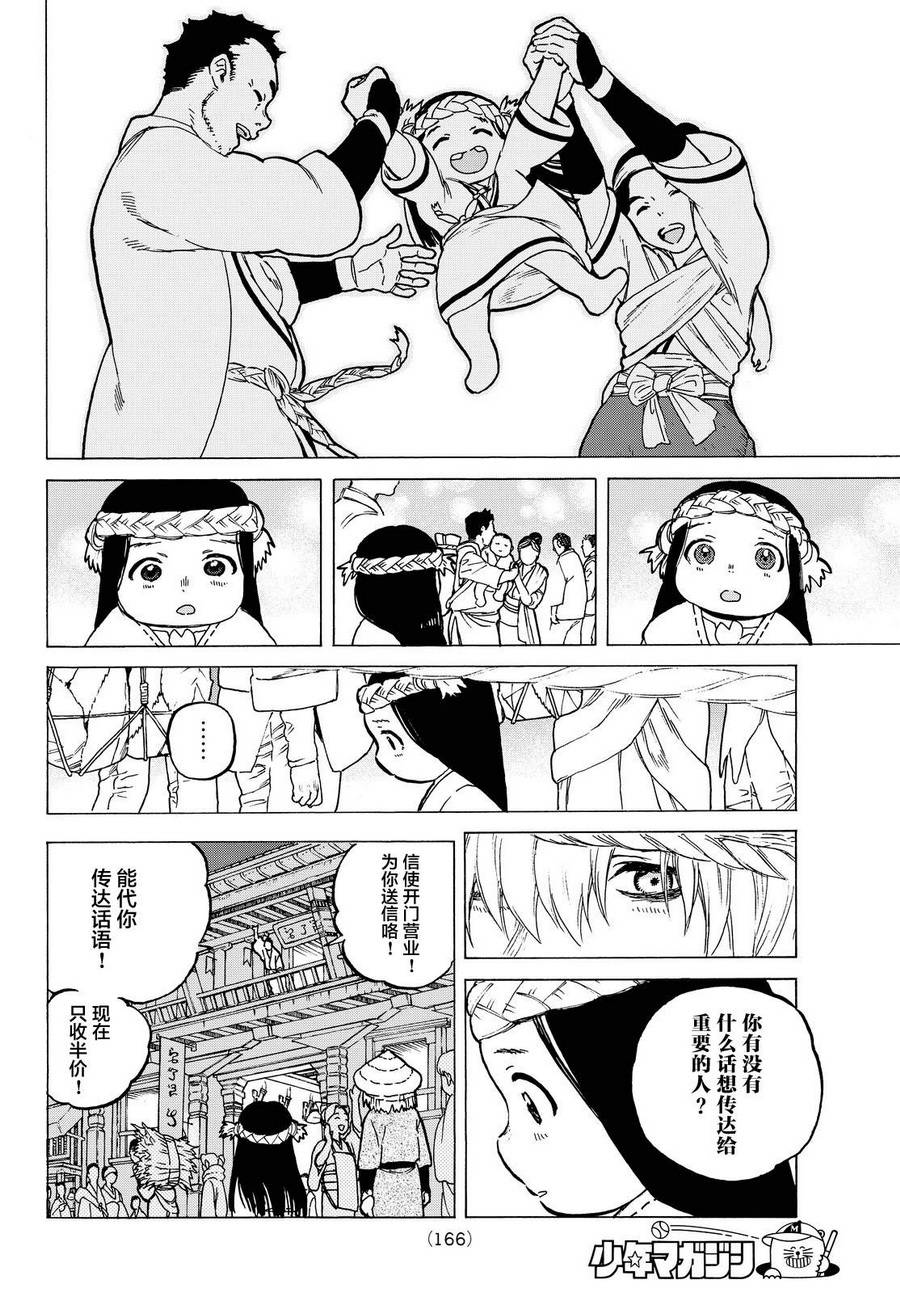 ……
信使开门营业！
为你送信咯！
能代你
传达话语！
现在
只收半价！
你有没有
什么话想传达给
重要的人？
(166)
少年マガジン
M